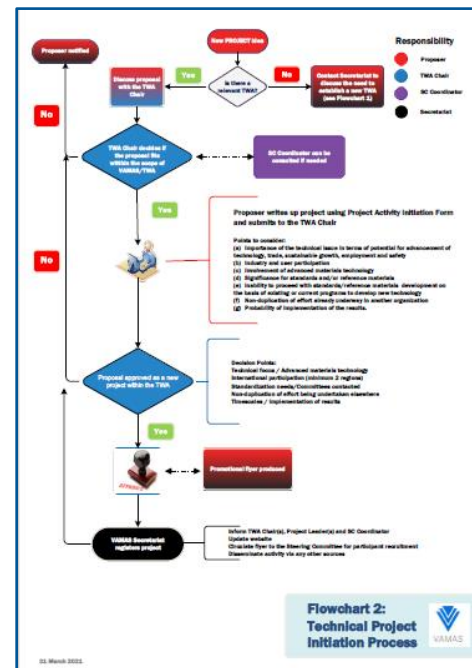 New PROJECT idea
Proposer notified
Responsibility
Proposer
TWA Chair
SC Coordinator
Secretariat
Discuss proposal
with the TWA
Chair
Yes
Is there a
relevant TWA?
No
Contact Secretariat to
discuss the need to
establish a new TWA
(see Flowchart 1)
No
TWA Chair decides if
the proposal fits
within the scope of
VAMAS/TWA
SC Coordinator can be
consulted if needed
Yes
Proposer writes up project using Project Activity Initiation Form
and submits to the TWA Chair
Points to consider:
(a) Importance of the technical issue in terms of potential for advancement of
technology, trade, sustainable growth, employment and safety
(b) Industry and user participation
(c) Involvement of advanced materials technology
(d) Significance for standards and/or reference materials
(e) Inability to proceed with standards/reference materials development on
the basis of existing or current programs to develop new technology
(f) Non-duplication of effort already underway in another organization
(g) Probability of implementation of the results.
No
Proposal approved as a new
project within the TWA
Decision Points:
Technical focus / Advanced materials technology
International participation (minimum 3 regions)
Standardization needs/Committees contacted
Non-duplication of effort being undertaken elsewhere
Timescales / Implementation of results
Yes
Promotional flyer produced
VAMAS Secretariat
registers project
Inform TWA Chair(s), Project Leader(s) and SC Coordinator
Update website
Circulate flyer to the Steering Committee for participant recruitment
Disseminate activity via any other sources
Flowchart 2:
Technical Project
Initiation Process
VAMAS
01 March 2021